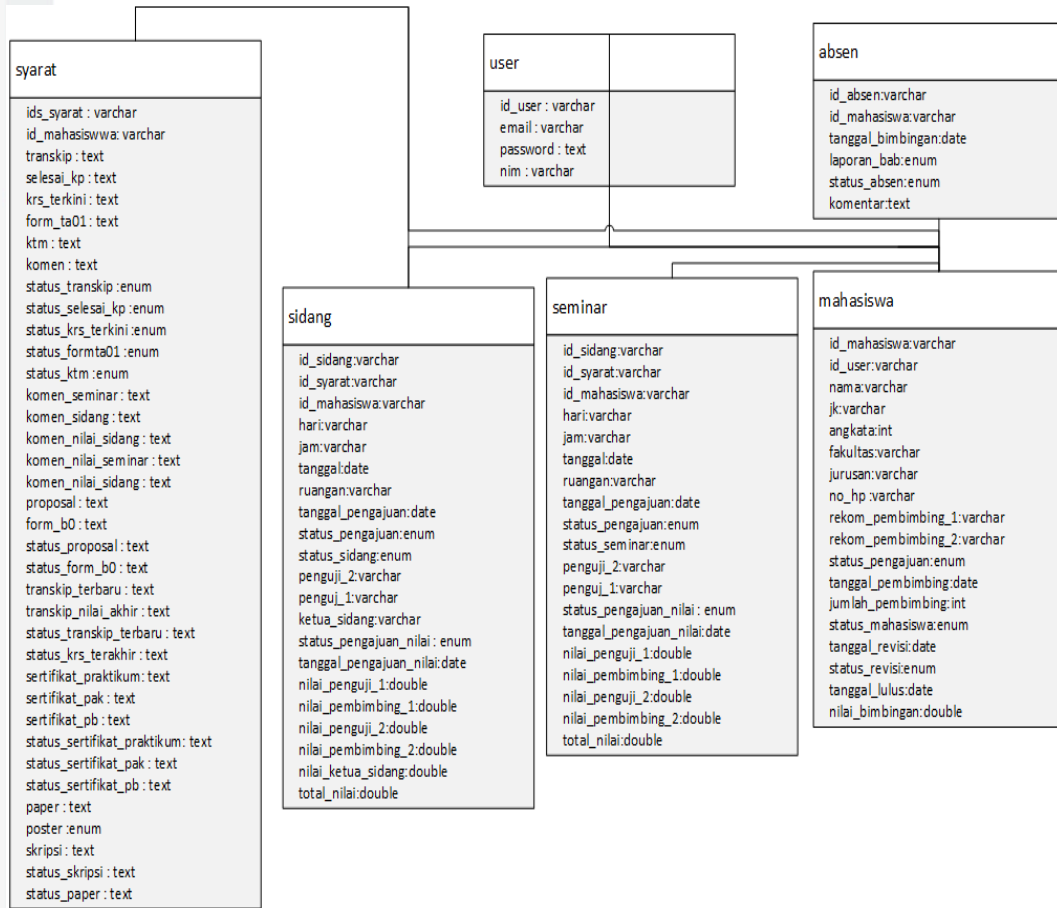 syarat
ids_syarat : varchar
id_mahasiswwa: varchar
transkip : text
selesai_kp : text
krs_terkini : text
form_ta01 : text
ktm : text
komen : text
status_transkip :enum
status_selesai_kp :enum
status_krs_terkini :enum
status_formta01 :enum
status_ktm :enum
komen_seminar : text
komen_sidang : text
komen_nilai_sidang : text
komen_nilai_seminar : text
komen_nilai_sidang : text
proposal : text
form_b0 : text
status_proposal : text
status_form_b0 : text
transkip_terbaru : text
transkip_nilai_akhir : text
status_transkip_terbaru : text
status_krs_terakhir : text
sertifikat_praktikum: text
sertifikat_pak : text
sertifikat_pb : text
status_sertifikat_praktikum: text
status_sertifikat_pak : text
status_sertifikat_pb : text
paper : text
poster :enum
skripsi : text
status_skripsi : text
status_paper : text
user
id_user : varchar
email : varchar
password : text
nim : varchar
absen
id_absen:varchar
id_mahasiswa:varchar
tanggal_bimbingan:date
laporan_bab:enum
status_absen:enum
komentar:text
sidang
id_sidang:varchar
id_syarat:varchar
id_mahasiswa:varchar
hari:varchar
jam:varchar
tanggal:date
ruangan:varchar
tanggal_pengajuan:date
status_pengajuan:enum
status_sidang:enum
penguji_2:varchar
penguj_1:varchar
ketua_sidang:varchar
status_pengajuan_nilai : enum
tanggal_pengajuan_nilai:date
nilai_penguji_1:double
nilai_pembimbing_1:double
nilai_penguji_2:double
nilai_pembimbing_2:double
nilai_ketua_sidang:double
total_nilai:double
seminar
id_sidang:varchar
id_syarat:varchar
id_mahasiswa:varchar
hari:varchar
jam:varchar
tanggal:date
ruangan:varchar
tanggal_pengajuan:date
status_pengajuan:enum
status_seminar:enum
penguji_2:varchar
penguj_1:varchar
status_pengajuan_nilai : enum
tanggal_pengajuan_nilai:date
nilai_penguji_1:double
nilai_pembimbing_1:double
nilai_penguji_2:double
nilai_pembimbing_2:double
total_nilai:double
mahasiswa
id_mahasiswa:varchar
id_user:varchar
nama:varchar
jk:varchar
angkata:int
fakultas:varchar
jurusan:varchar
no_hp :varchar
rekom_pembimbing_1:varchar
rekom_pembimbing_2:varchar
status_pengajuan:enum
tanggal_pembimbing:date
jumlah_pembimbing:int
status_mahasiswa:enum
tanggal_revisi:date
status_revisi:enum
tanggal_lulus:date
nilai_bimbingan:double